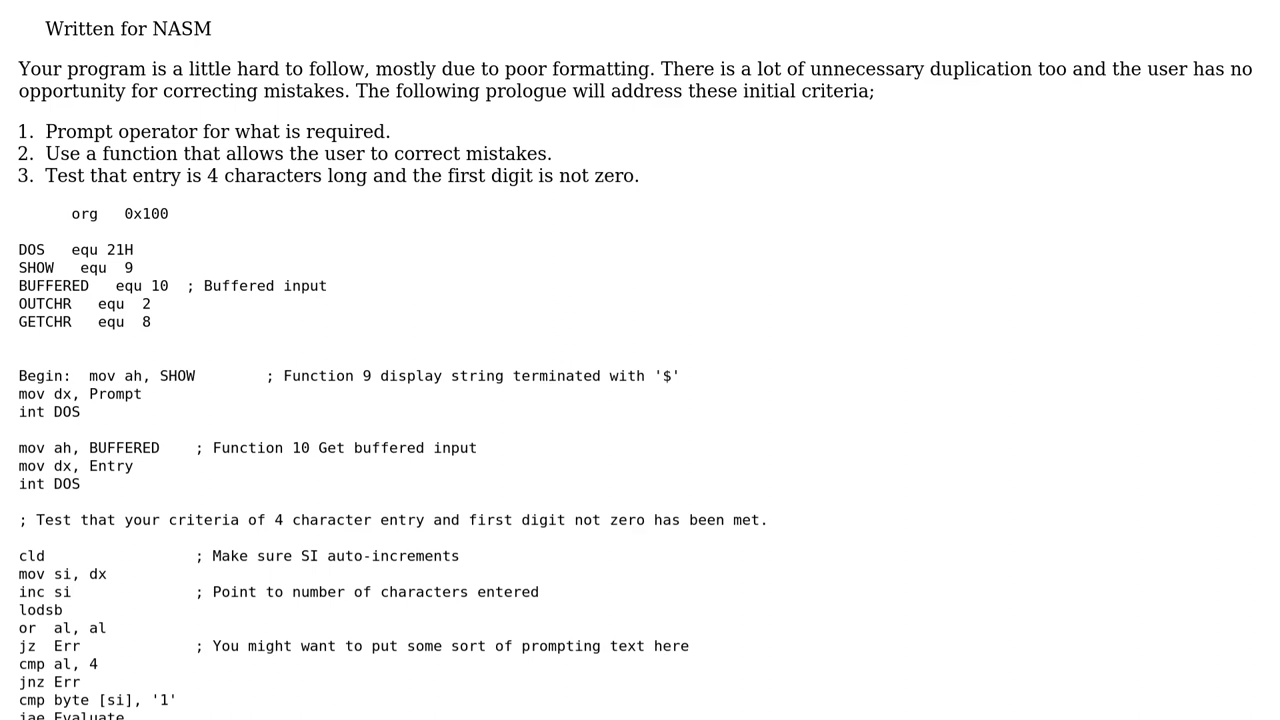 Written for NASM
Your program is a little hard to follow, mostly due to poor formatting. There is a lot of unnecessary duplication too and the user has no
opportunity for correcting mistakes. The following prologue will address these initial criteria;
1. Prompt operator for what is required.
2. Use a function that allows the user to correct mistakes.
3. Test that entry is 4 characters long and the first digit is not zero.
org 0x100
DOS equ 21H
SHOW equ 9
BUFFERED equ 10 ; Buffered input
OUTCHR equ 2
GETCHR equ 8
Begin: mov ah, SHOW ; Function 9 display string terminated with '$'
mov dx, Prompt
int DOS
mov ah, BUFFERED ; Function 10 Get buffered input
mov dx, Entry
int DOS
; Test that your criteria of 4 character entry and first digit not zero has been met.
cld ; Make sure SI auto-increments
mov si, dx
inc si ; Point to number of characters entered
lodsb
or al, al
jz Err ; You might want to put some sort of prompting text here
cmp al, 4
jnz Err
cmp byte [si], '1'
jae Evaluate